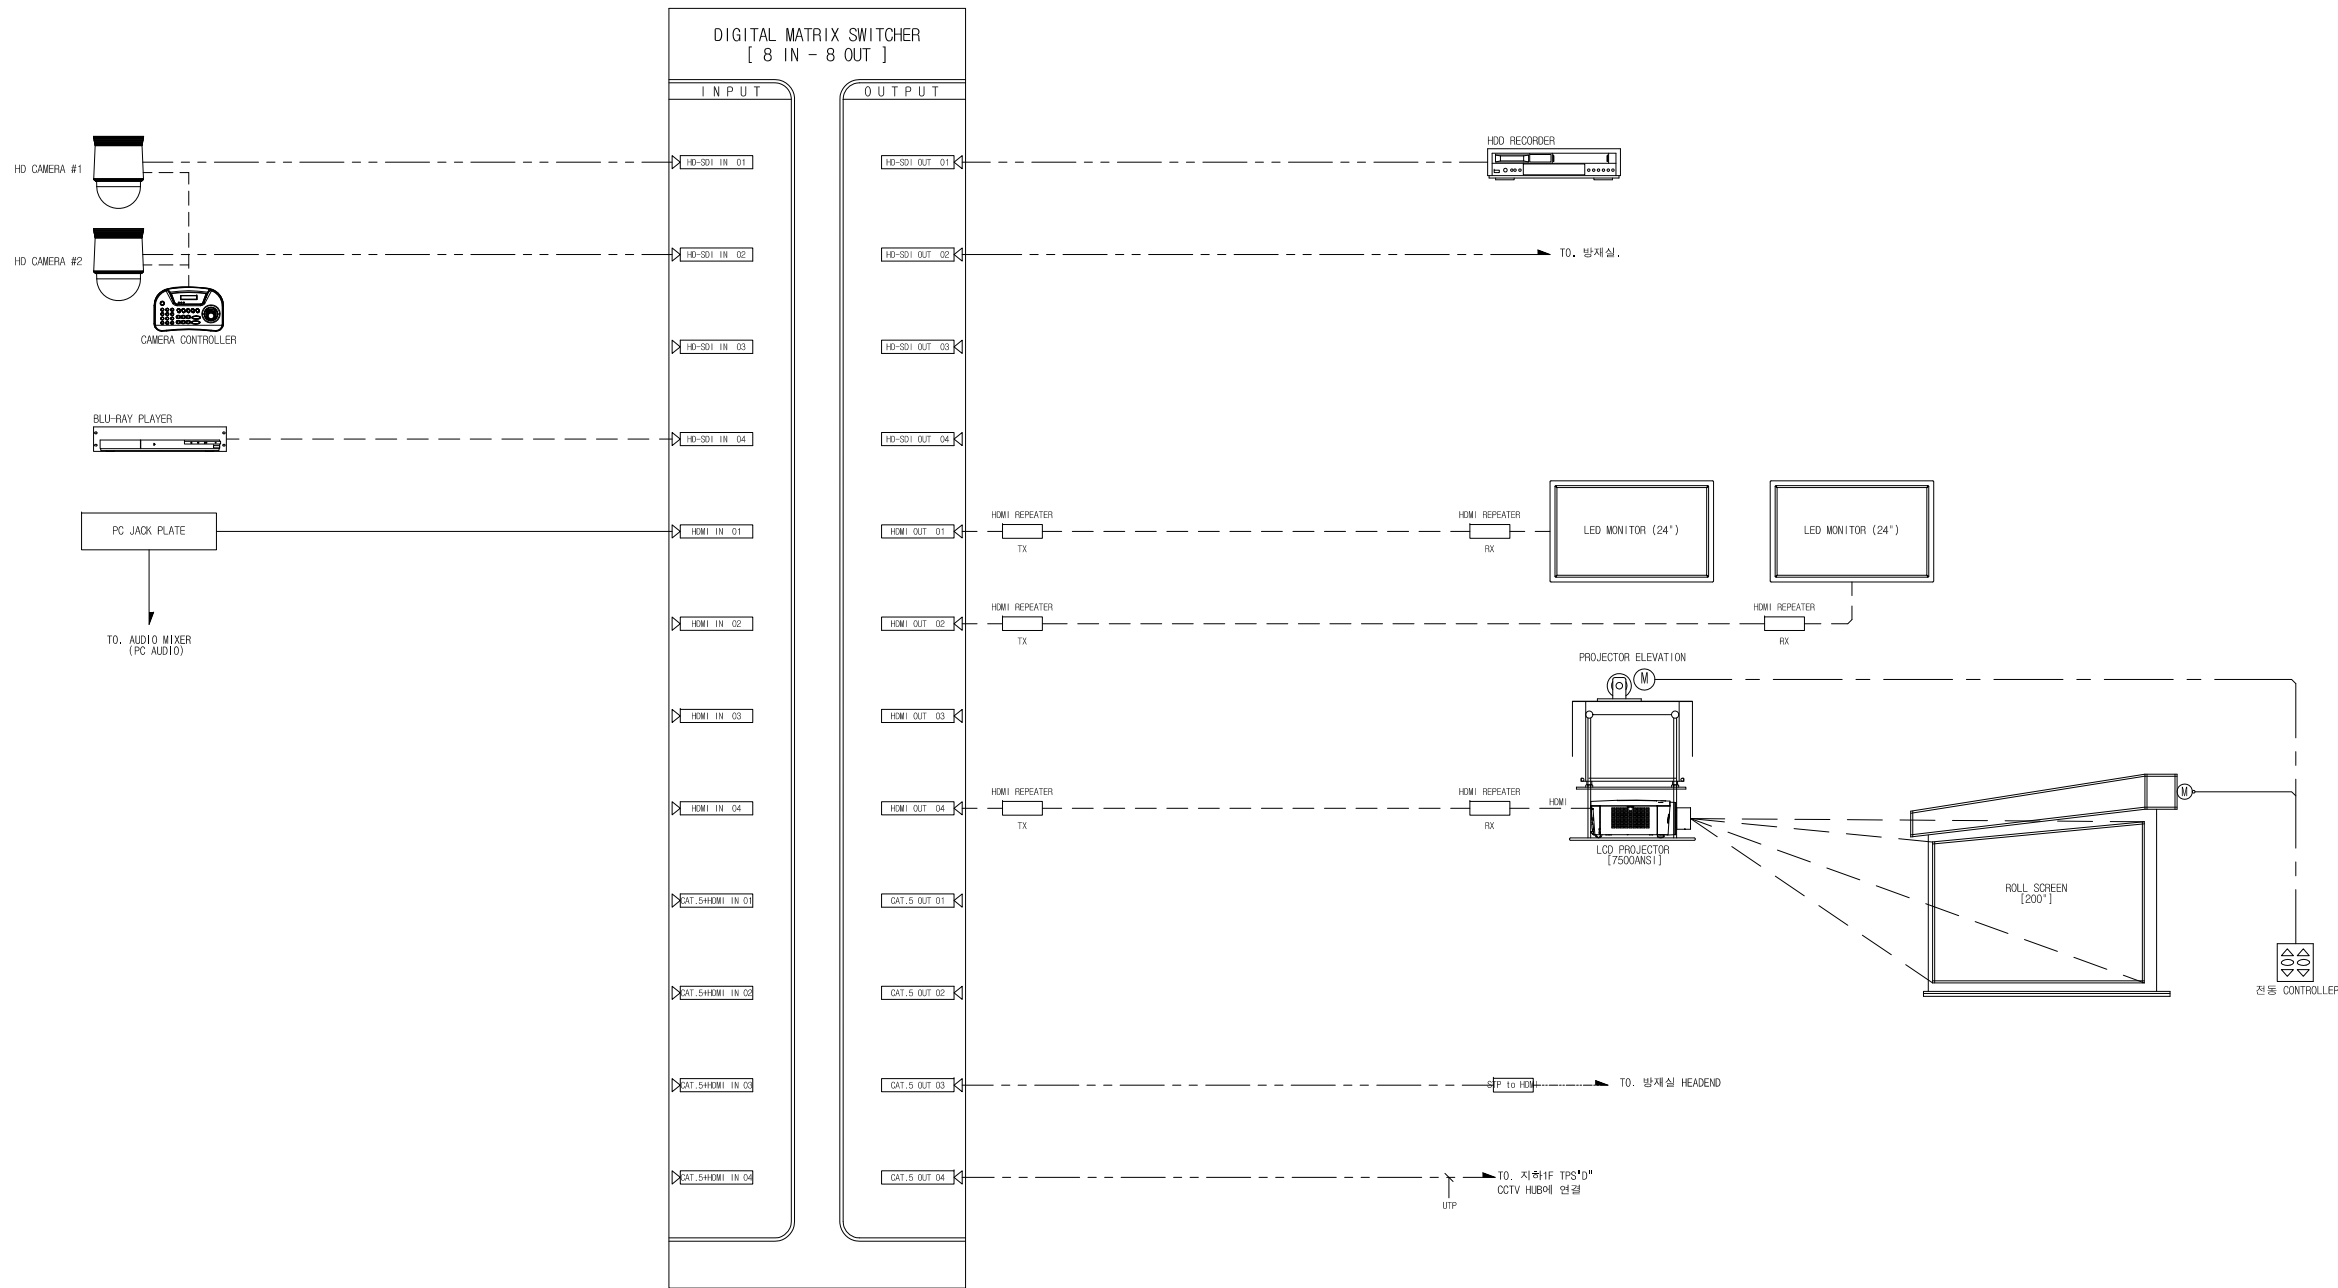 DIGITAL MATRIX SWITCHER
[ 8 IN - 8 OUT ]
INPUT
OUTPUT
HD CAMERA #1
HD-SDI IN 01
HD-SDI OUT 01
HDD RECORDER
HD CAMERA #2
HD-SDI IN 02
HD-SDI OUT 02
TO. 방재실.
CAMERA CONTROLLER
HD-SDI IN 03
HD-SDI OUT 03
BLU-RAY PLAYER
HD-SDI IN 04
HD-SDI OUT 04
PC JACK PLATE
HDMI IN 01
HDMI OUT 01
HDMI REPEATER
TX
HDMI REPEATER
RX
LED MONITOR (24")
LED MONITOR (24")
TO. AUDIO MIXER
(PC AUDIO)
HDMI IN 02
HDMI OUT 02
HDMI REPEATER
TX
HDMI REPEATER
RX
PROJECTOR ELEVATION
M
HDMI IN 03
HDMI OUT 03
HDMI IN 04
HDMI OUT 04
HDMI REPEATER
TX
HDMI REPEATER
RX
HDMI
M
LCD PROJECTOR
[7500ANSI]
ROLL SCREEN
[200"]
CAT.5+HDMI IN 01
CAT.5 OUT 01
CAT.5+HDMI IN 02
CAT.5 OUT 02
전동 CONTROLLER
CAT.5+HDMI IN 03
CAT.5 OUT 03
STP to HDMI
TO. 방재실 HEADEND
CAT.5+HDMI IN 04
CAT.5 OUT 04
UTP
TO. 지하1F TPS"D"
CCTV HUB에 연결